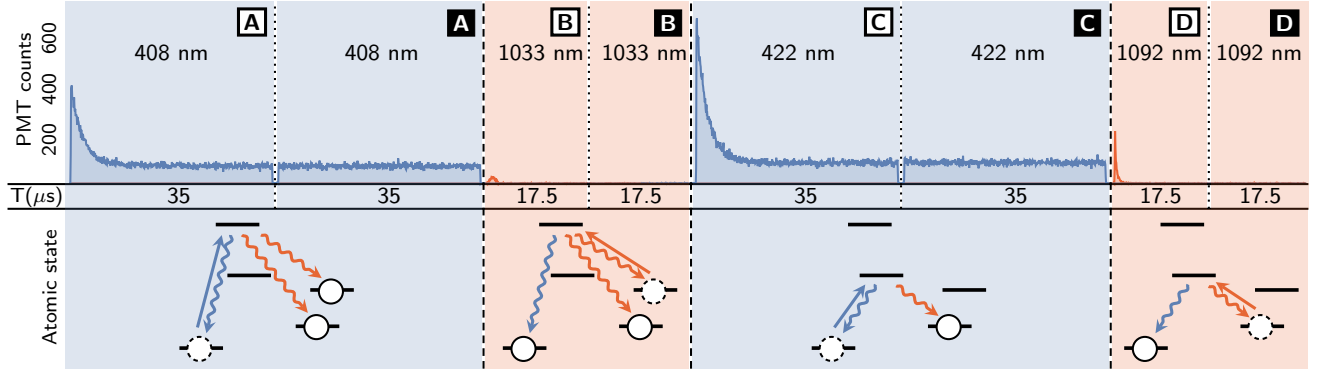 A A B B C C D D
408 nm 408 nm 1033 nm 1033 nm 422 nm 422 nm 1092 nm 1092 nm
PMT counts
600
400
200
T(μs) 35 35 17.5 17.5 35 35 17.5 17.5
Atomic state